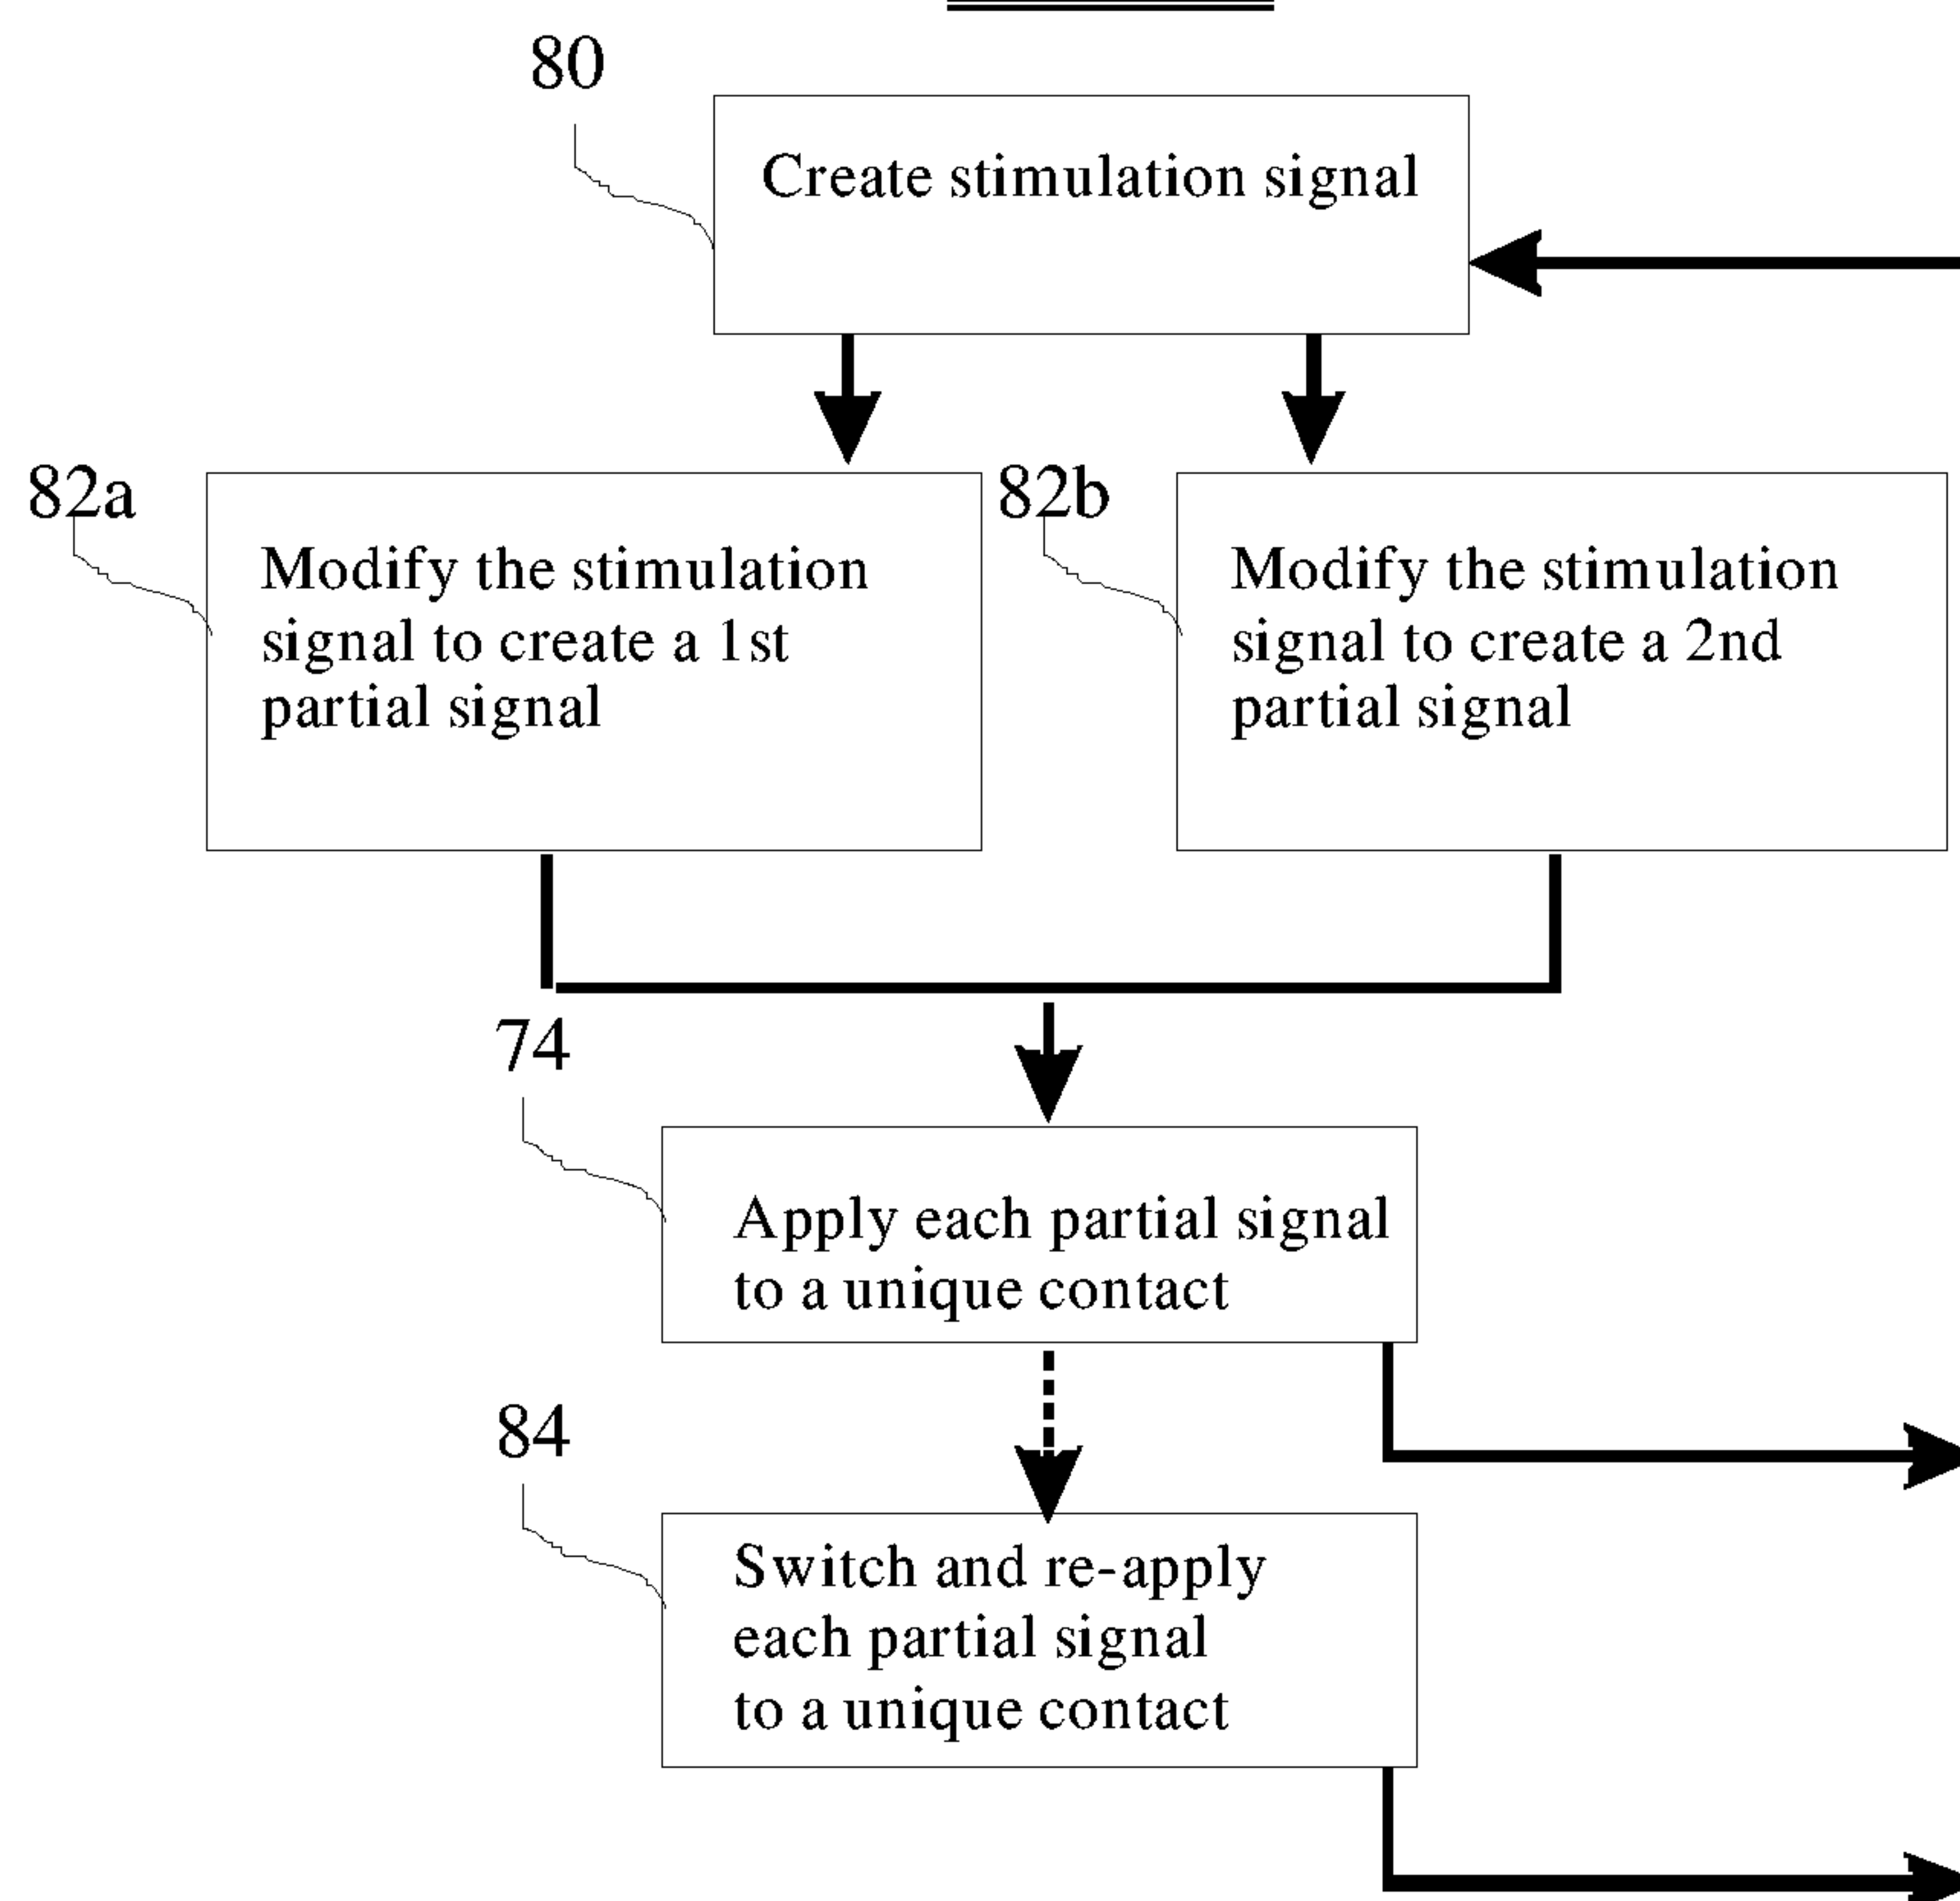 80
Create stimulation signal
82a
Modify the stimulation
signal to create a 1st
partial signal
82b
Modify the stimulation
signal to create a 2nd
partial signal
74
Apply each partial signal
to a unique contact
84
Switch and re-apply
each partial signal
to a unique contact